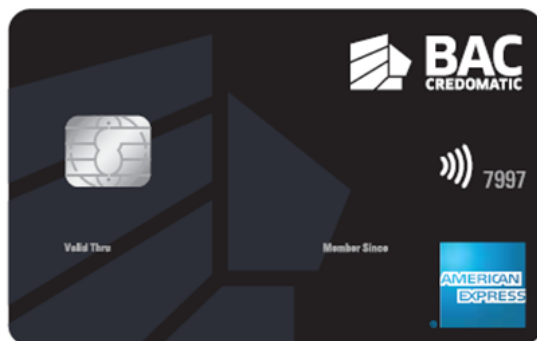 BAC
CREDOMATIC
7997
Valid Thru
Member Since
AMERICAN
EXPRESS
®